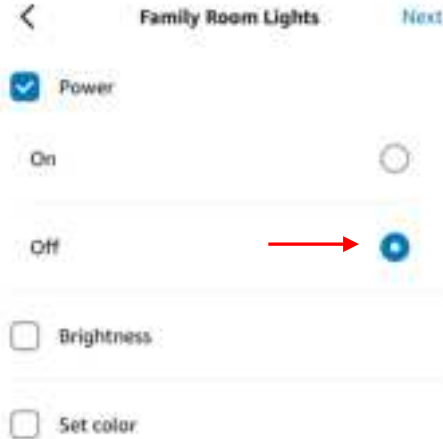 Family Room Lights Next
Power
On
Off
Brightness
Set color